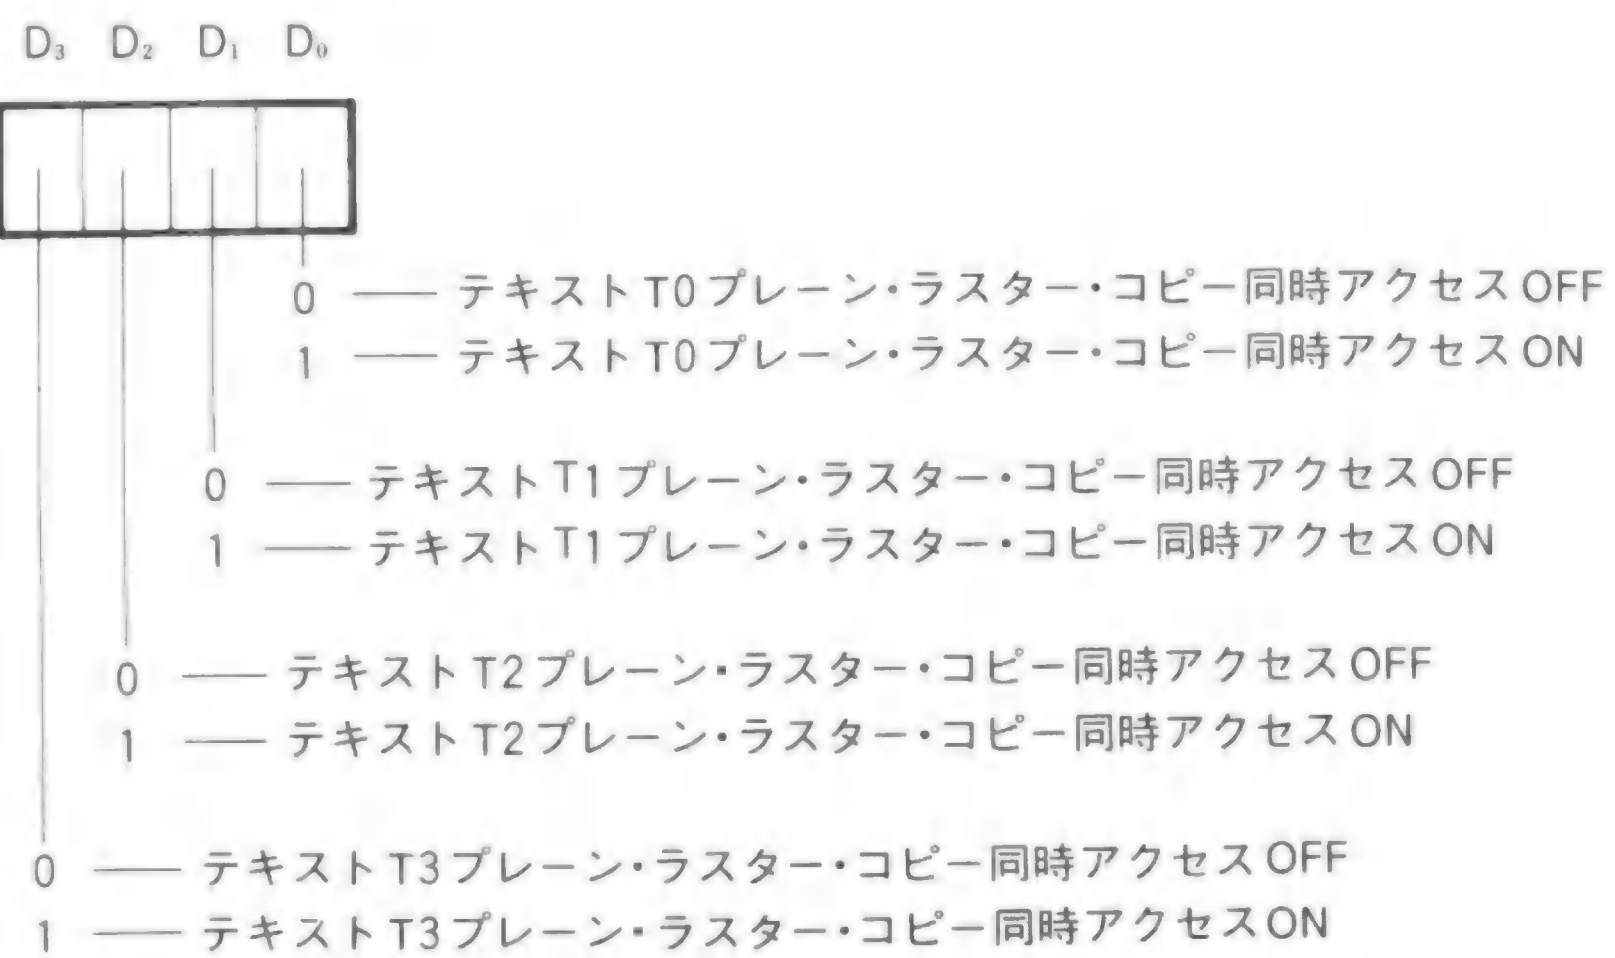 D₃ D₂ D₁ D₀
0 ── テキストT0プレーン・ラスター・コピー同時アクセスOFF
1 ── テキストT0プレーン・ラスター・コピー同時アクセスON
0 ── テキストT1プレーン・ラスター・コピー同時アクセスOFF
1 ── テキストT1プレーン・ラスター・コピー同時アクセスON
0 ── テキストT2プレーン・ラスター・コピー同時アクセスOFF
1 ── テキストT2プレーン・ラスター・コピー同時アクセスON
0 ── テキストT3プレーン・ラスター・コピー同時アクセスOFF
1 ── テキストT3プレーン・ラスター・コピー同時アクセスON